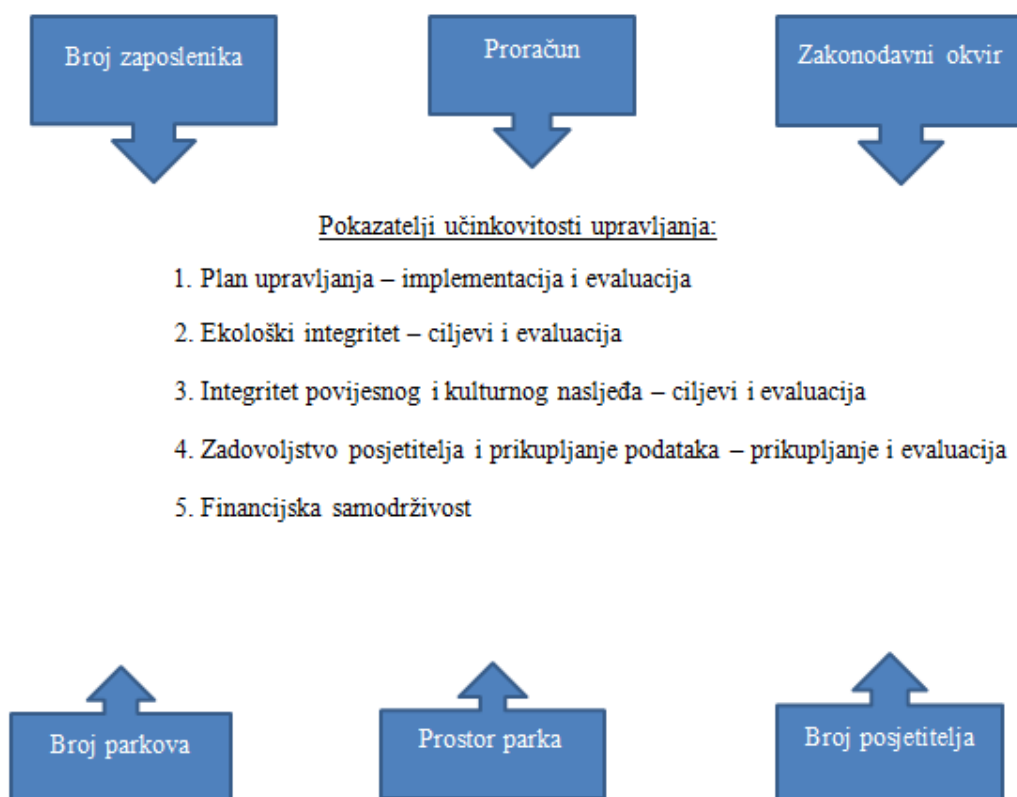 Broj zaposlenika
Proračun
Zakonodavni okvir
Pokazatelji učinkovitosti upravljanja:
1. Plan upravljanja – implementacija i evaluacija
2. Ekološki integritet – ciljevi i evaluacija
3. Integritet povijesnog i kulturnog nasljeđa – ciljevi i evaluacija
4. Zadovoljstvo posjetitelja i prikupljanje podataka – prikupljanje i evaluacija
5. Financijska samodrživost
Broj parkova
Prostor parka
Broj posjetitelja